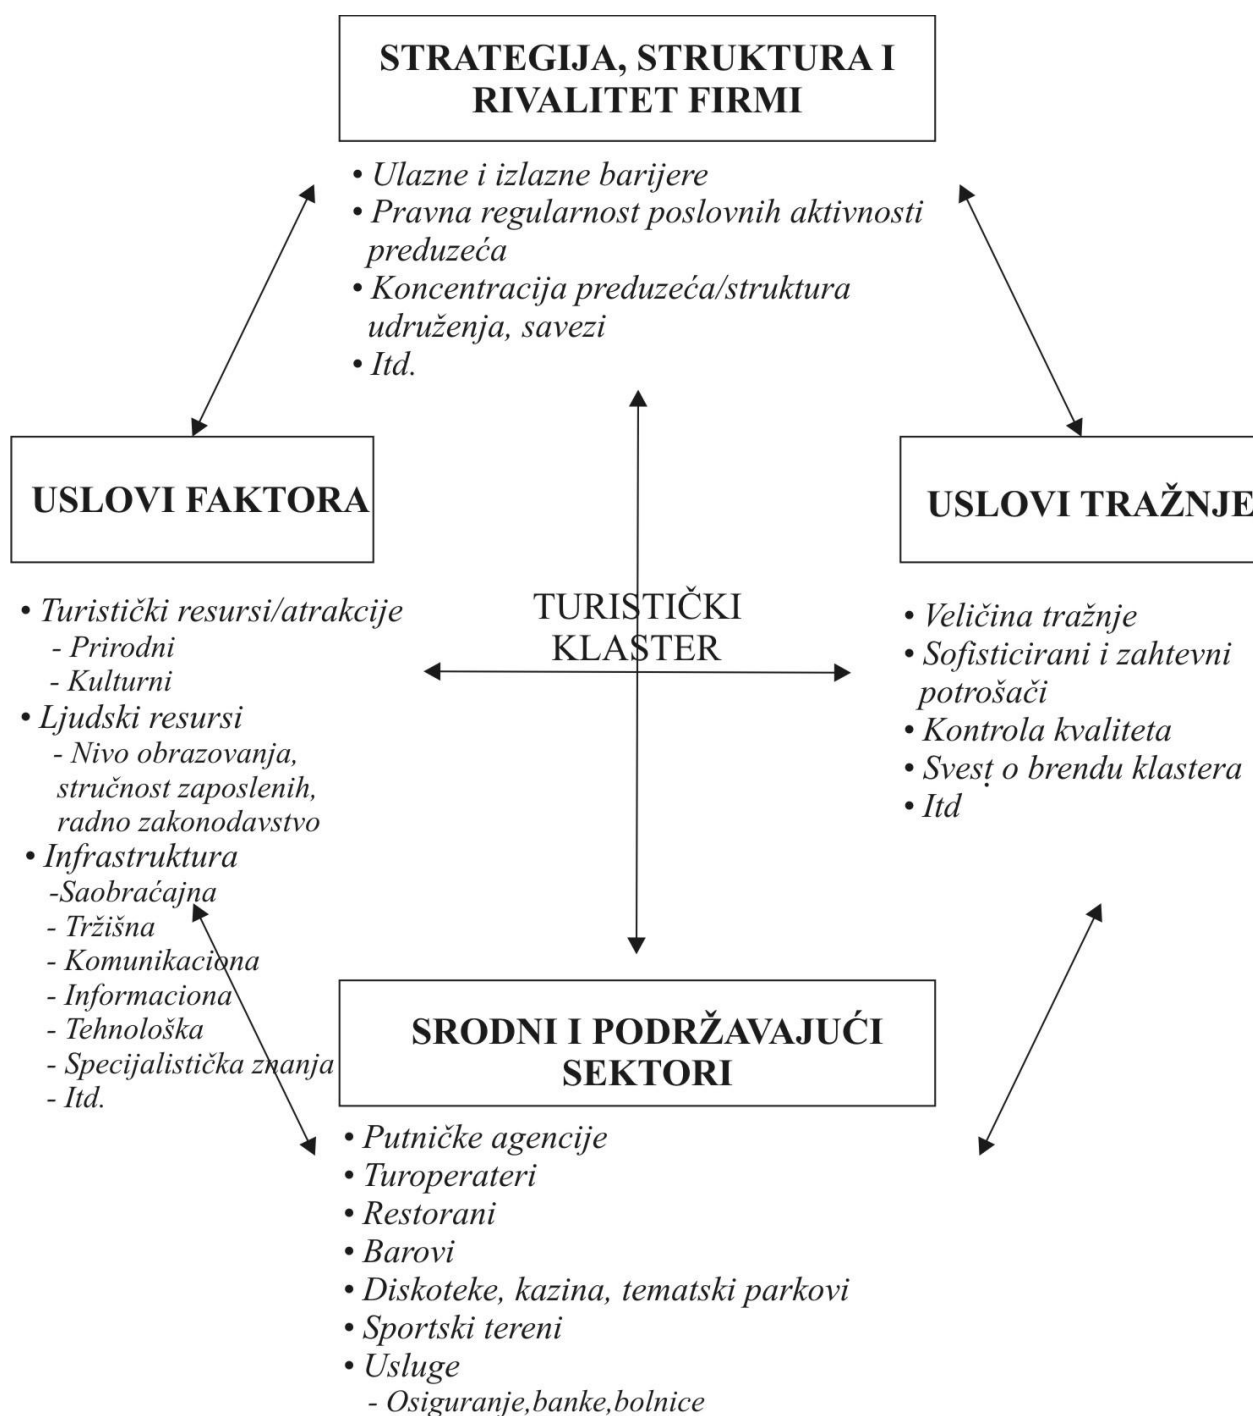 STRATEGIJA, STRUKTURA I
RIVALITET FIRMI
• Ulazne i izlazne barijere
• Pravna regularnost poslovnih aktivnosti
preduzeća
• Koncentracija preduzeća/struktura
udruženja, savezi
• Itd.
USLOVI FAKTORA
• Turistički resursi/atrakcije
- Prirodni
- Kulturni
• Ljudski resursi
- Nivo obrazovanja,
stručnost zaposlenih,
radno zakonodavstvo
• Infrastruktura
-Saobraćajna
- Tržišna
- Komunikaciona
- Informaciona
- Tehnološka
- Specijalistička znanja
- Itd.
TURISTIČKI
KLASTER
USLOVI TRAŽNJE
• Veličina tražnje
• Sofisticirani i zahtevni
potrošači
• Kontrola kvaliteta
• Svest o brendu klastera
• Itd
SRODNI I PODRŽAVAJUĆI
SEKTORI
• Putničke agencije
• Turoperateri
• Restorani
• Barovi
• Diskoteke, kazina, tematski parkovi
• Sportski tereni
• Usluge
- Osiguranje,banke,bolnice